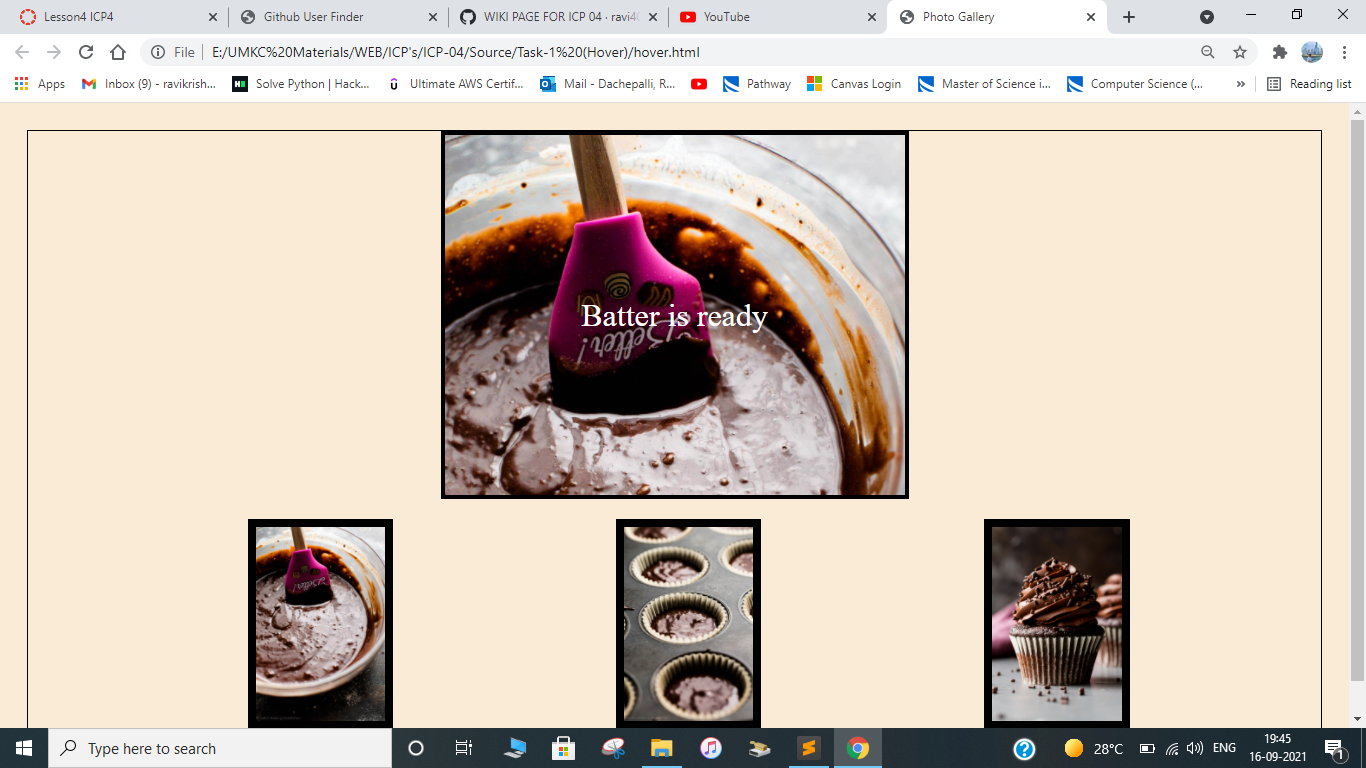 Lesson4 ICP4
Github User Finder
WIKI PAGE FOR ICP 04 · ravi4
YouTube
Photo Gallery
File
E:/UMKC%20Materials/WEB/ICP's/ICP-04/Source/Task-1%20(Hover)/hover.html
Apps
Inbox (9) - ravikrish...
Solve Python | Hack...
Ultimate AWS Certif...
Mail - Dachepalli, R...
Pathway
Canvas Login
Master of Science i...
Computer Science (...
»
Reading list
Batter is ready
Better!
Better!
Type here to search
28°C
ENG
19:45
16-09-2021
1